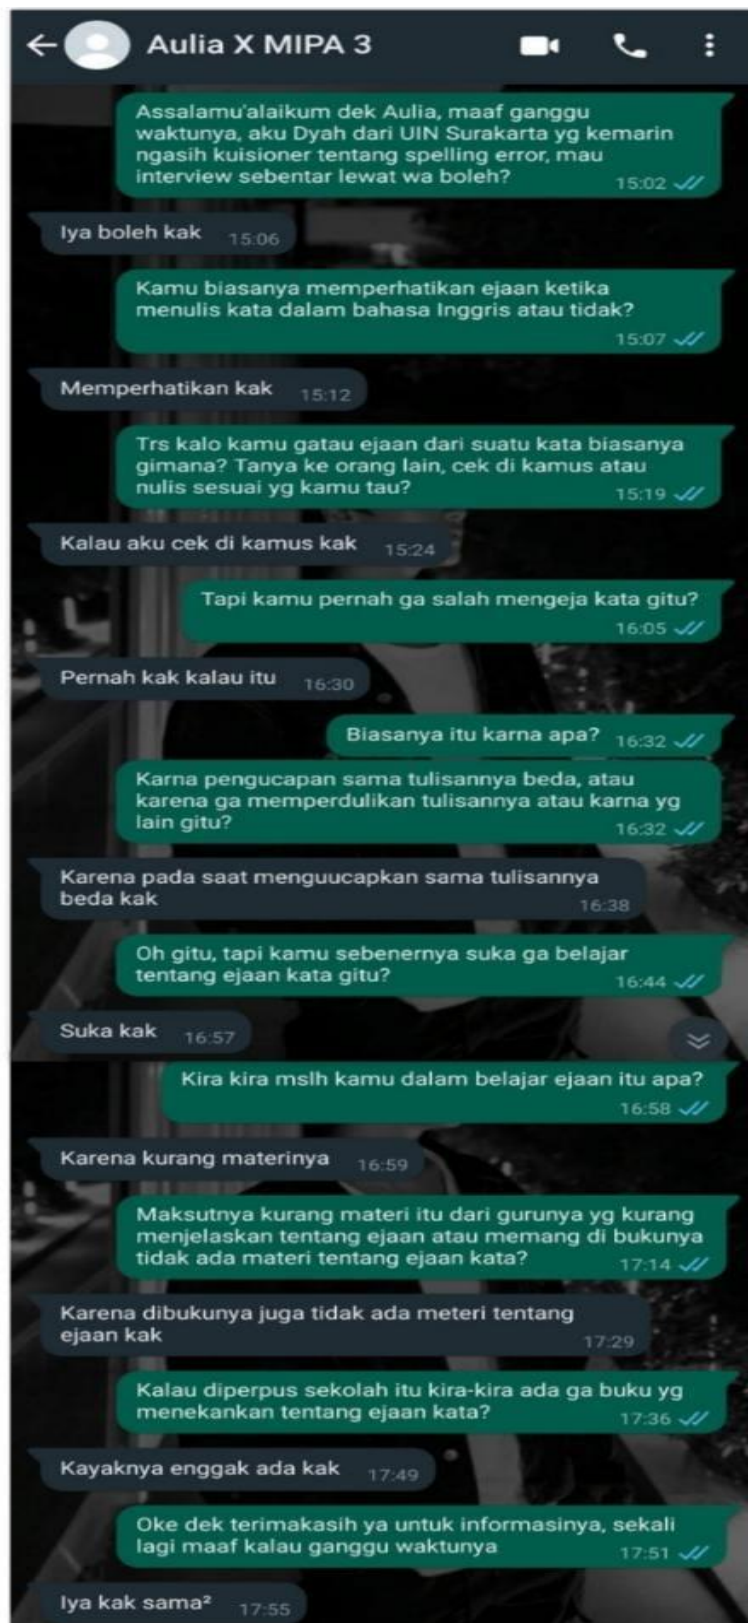 Aulia X MIPA 3
Assalamu'alaikum dek Aulia, maaf ganggu
waktunya, aku Dyah dari UIN Surakarta yg kemarin
ngasih kuisioner tentang spelling error, mau
interview sebentar lewat wa boleh?
15:02
Iya boleh kak 15:06
Kamu biasanya memperhatikan ejaan ketika
menulis kata dalam bahasa Inggris atau tidak?
15:07
Memperhatikan kak 15:12
Trs kalo kamu gatau ejaan dari suatu kata biasanya
gimana? Tanya ke orang lain, cek di kamus atau
nulis sesuai yg kamu tau?
15:19
Kalau aku cek di kamus kak 15:24
Tapi kamu pernah ga salah mengeja kata gitu?
16:05
Pernah kak kalau itu 16:30
Biasanya itu karna apa? 16:32
Karna pengucapan sama tulisannya beda, atau
karena ga memperdulikan tulisannya atau karna yg
lain gitu?
16:32
Karena pada saat menguucapkan sama tulisannya
beda kak
16:38
Oh gitu, tapi kamu sebenernya suka ga belajar
tentang ejaan kata gitu?
16:44
Suka kak 16:57
Kira kira mslh kamu dalam belajar ejaan itu apa?
16:58
Karena kurang materinya 16:59
Maksutnya kurang materi itu dari gurunya yg kurang
menjelaskan tentang ejaan atau memang di bukunya
tidak ada materi tentang ejaan kata?
17:14
Karena dibukunya juga tidak ada meteri tentang
ejaan kak
17:29
Kalau diperpus sekolah itu kira-kira ada ga buku yg
menekankan tentang ejaan kata?
17:36
Kayaknya enggak ada kak 17:49
Oke dek terimakasih ya untuk informasinya, sekali
lagi maaf kalau ganggu waktunya
17:51
Iya kak sama² 17:55